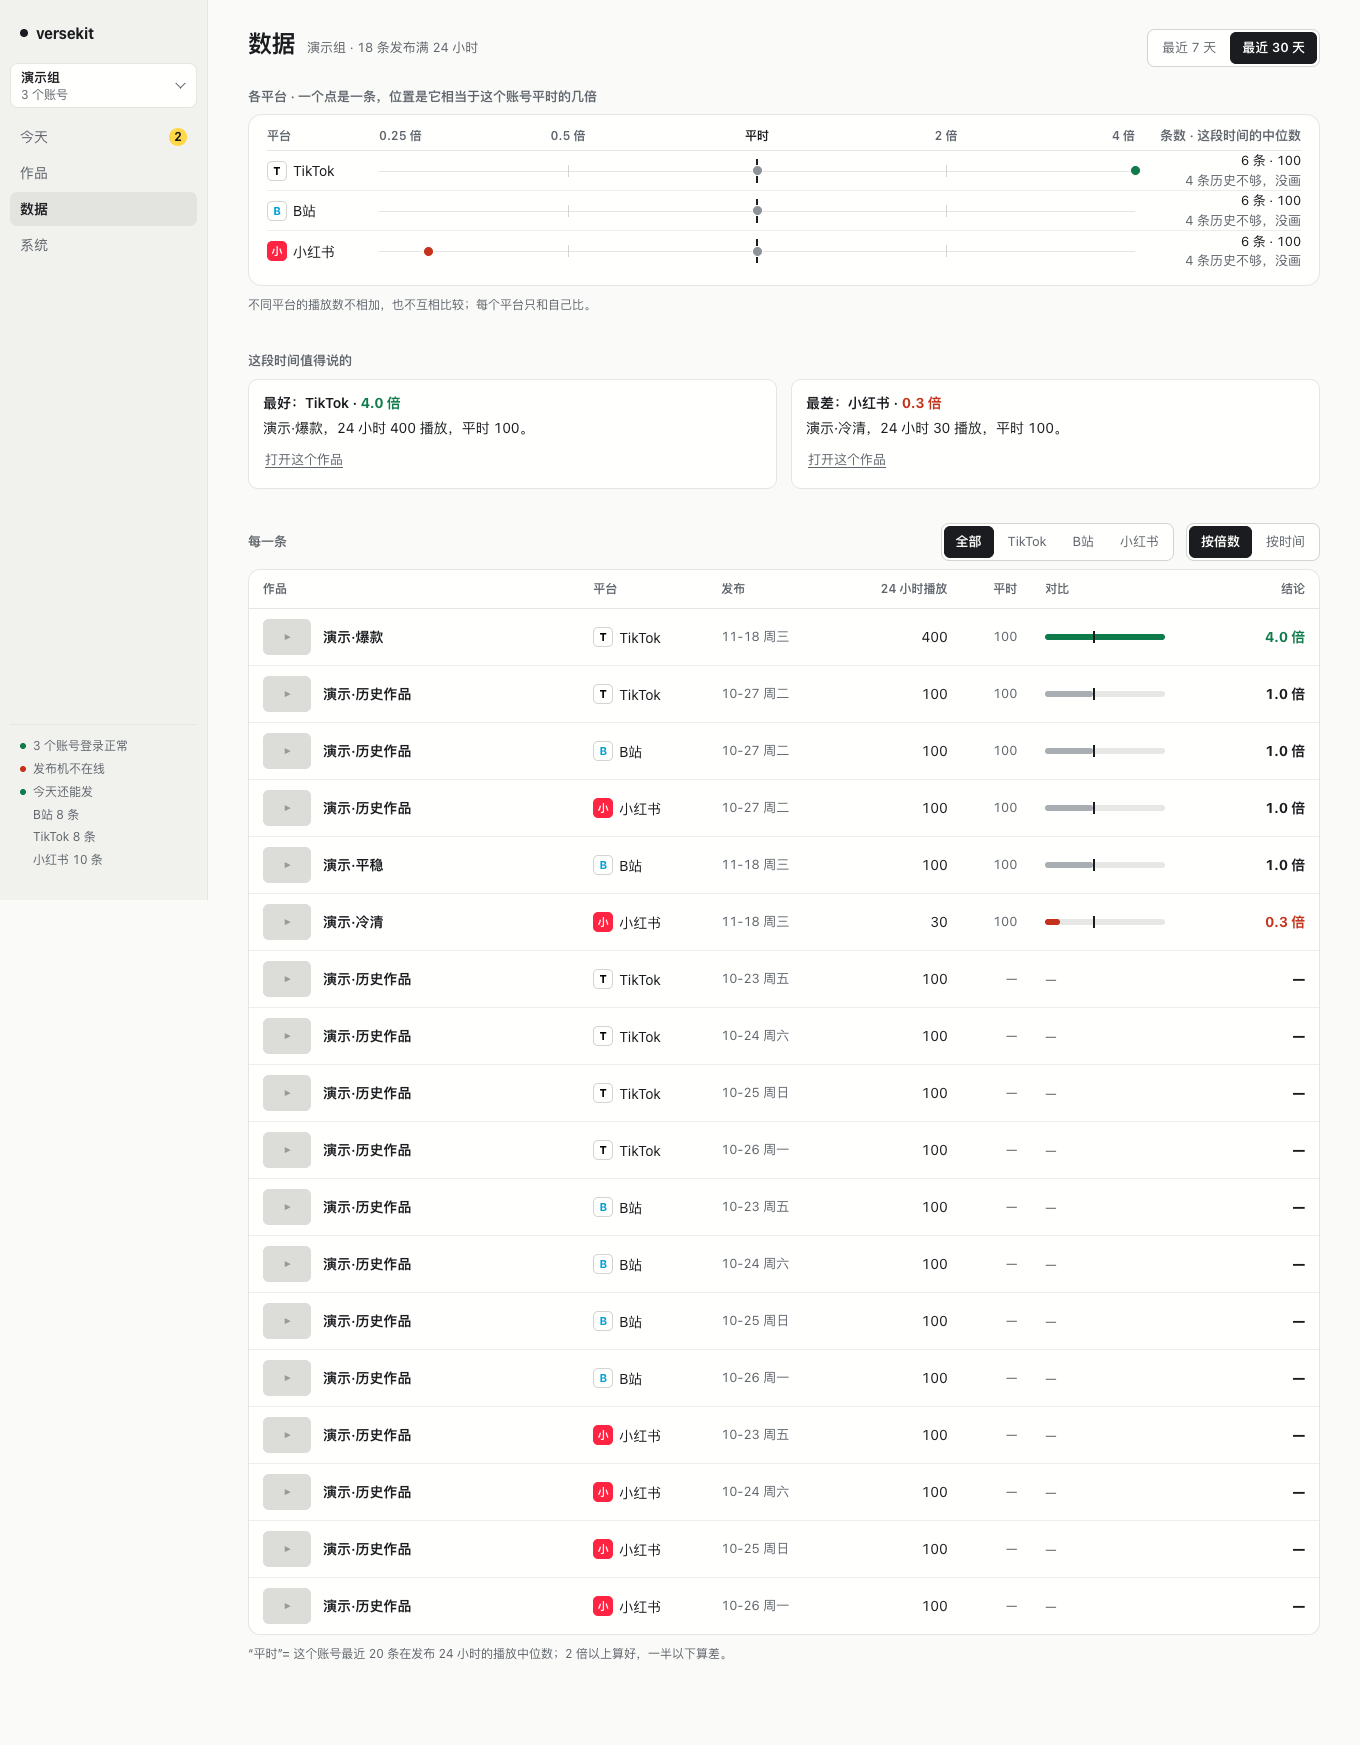 versekit
演示组
3 个账号
今天 2
作品
数据
系统
3 个账号登录正常
发布机不在线
今天还能发
B站 8 条
TikTok 8 条
小红书 10 条
数据 演示组 · 18 条发布满 24 小时 最近 7 天 最近 30 天
各平台 · 一个点是一条，位置是它相当于这个账号平时的几倍
平台 0.25 倍 0.5 倍 平时 2 倍 4 倍 条数 · 这段时间的中位数
T TikTok 6 条 · 100
4 条历史不够，没画
B B站 6 条 · 100
4 条历史不够，没画
小 小红书 6 条 · 100
4 条历史不够，没画
不同平台的播放数不相加，也不互相比较；每个平台只和自己比。
这段时间值得说的
最好：TikTok · 4.0 倍
演示·爆款，24 小时 400 播放，平时 100。
打开这个作品
最差：小红书 · 0.3 倍
演示·冷清，24 小时 30 播放，平时 100。
打开这个作品
每一条 全部 TikTok B站 小红书 按倍数 按时间
作品 平台 发布 24 小时播放 平时 对比 结论
演示·爆款 T TikTok 11-18 周三 400 100 4.0 倍
演示·历史作品 T TikTok 10-27 周二 100 100 1.0 倍
演示·历史作品 B B站 10-27 周二 100 100 1.0 倍
演示·历史作品 小 小红书 10-27 周二 100 100 1.0 倍
演示·平稳 B B站 11-18 周三 100 100 1.0 倍
演示·冷清 小 小红书 11-18 周三 30 100 0.3 倍
演示·历史作品 T TikTok 10-23 周五 100 — — —
演示·历史作品 T TikTok 10-24 周六 100 — — —
演示·历史作品 T TikTok 10-25 周日 100 — — —
演示·历史作品 T TikTok 10-26 周一 100 — — —
演示·历史作品 B B站 10-23 周五 100 — — —
演示·历史作品 B B站 10-24 周六 100 — — —
演示·历史作品 B B站 10-25 周日 100 — — —
演示·历史作品 B B站 10-26 周一 100 — — —
演示·历史作品 小 小红书 10-23 周五 100 — — —
演示·历史作品 小 小红书 10-24 周六 100 — — —
演示·历史作品 小 小红书 10-25 周日 100 — — —
演示·历史作品 小 小红书 10-26 周一 100 — — —
“平时”= 这个账号最近 20 条在发布 24 小时的播放中位数；2 倍以上算好，一半以下算差。